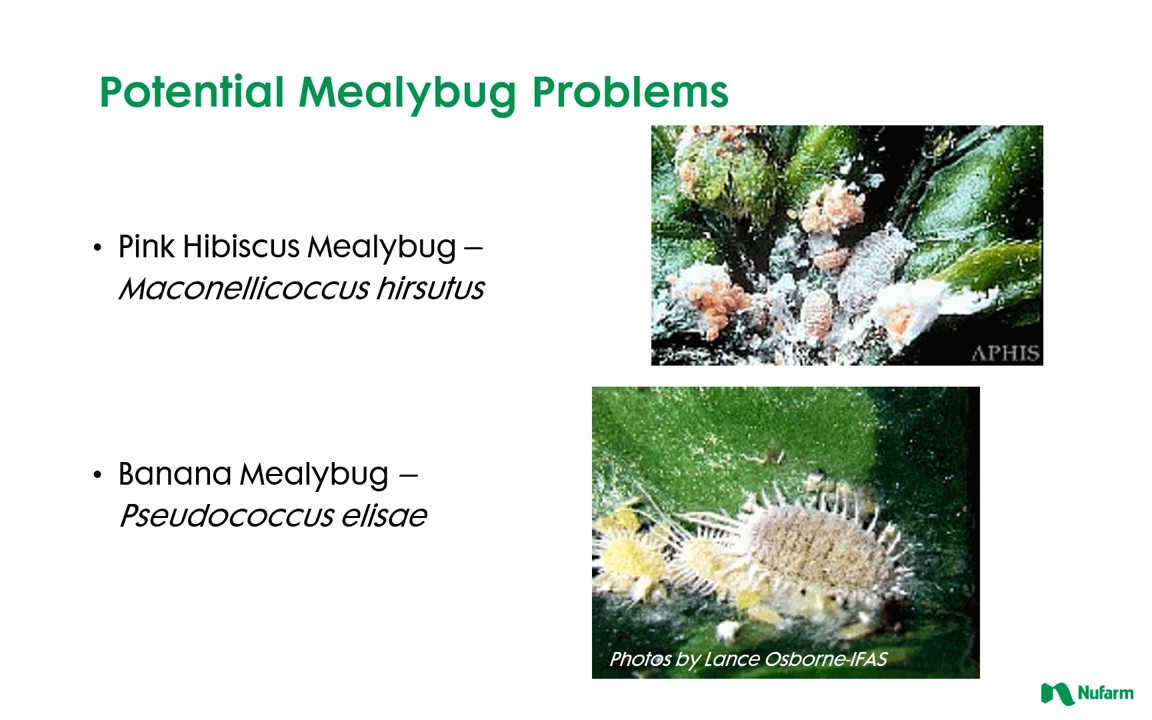 Potential Mealybug Problems
• Pink Hibiscus Mealybug –
Maconellicoccus hirsutus
APHIS
• Banana Mealybug –
Pseudococcus elisae
Photos by Lance Osborne-IFAS
Nufarm